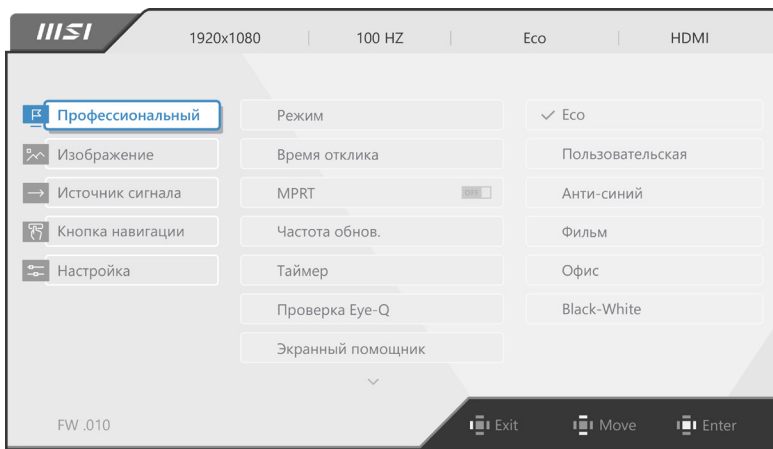 msi 1920x1080 100 HZ Eco HDMI
Профессиональный Режим Eco
Изображение Время отклика Пользовательская
Источник сигнала MPRT OFF Анти-синий
Кнопка навигации Частота обнов. Фильм
Настройка Таймер Офис
Проверка Eye-Q Black-White
Экранный помощник
FW .010 Exit Move Enter